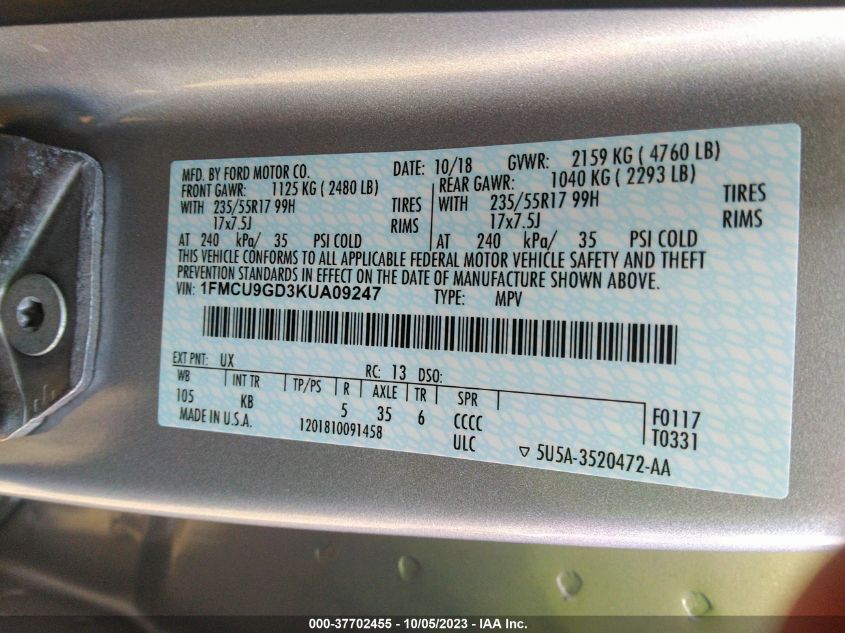 MFD. BY FORD MOTOR CO. DATE: 10/18 GVWR: 2159 KG ( 4760 LB)
FRONT GAWR: 1125 KG ( 2480 LB) REAR GAWR: 1040 KG ( 2293 LB)
WITH 235/55R17 99H TIRES WITH 235/55R17 99H TIRES
17x7.5J RIMS 17x7.5J RIMS
AT 240 kPa/ 35 PSI COLD AT 240 kPa/ 35 PSI COLD
THIS VEHICLE CONFORMS TO ALL APPLICABLE FEDERAL MOTOR VEHICLE SAFETY AND THEFT
PREVENTION STANDARDS IN EFFECT ON THE DATE OF MANUFACTURE SHOWN ABOVE.
VIN: 1FMCU9GD3KUA09247 TYPE: MPV
EXT PNT: UX RC: 13 DSO:
WB INT TR TP/PS R AXLE TR SPR
105 KB 5 35 6 CCCC F0117
MADE IN U.S.A. 1201810091458 ULC T0331
▽ 5U5A-3520472-AA
000-37702455 - 10/05/2023 - IAA Inc.